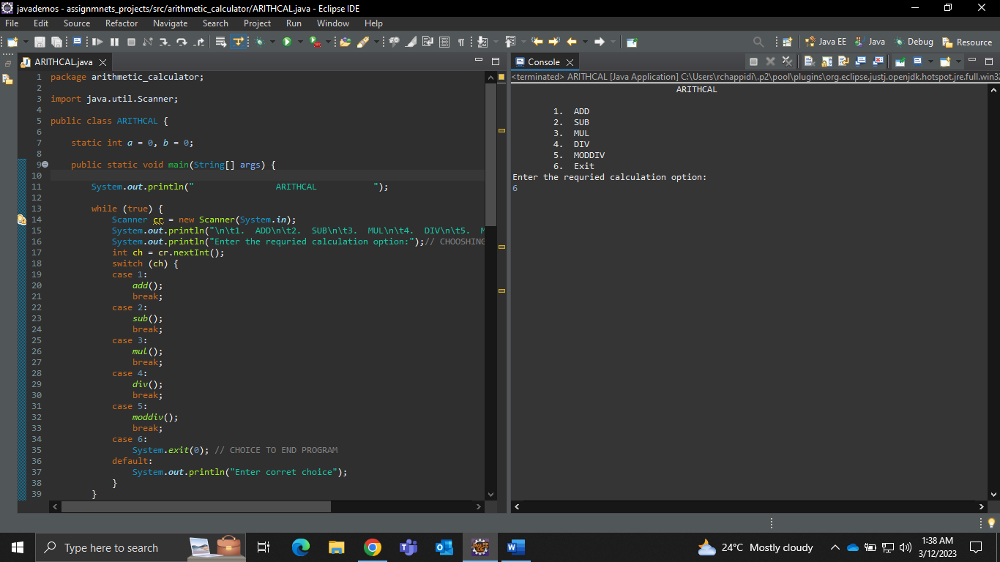 javademos - assignmnets_projects/src/arithmetic_calculator/ARITHCAL.java - Eclipse IDE
File Edit Source Refactor Navigate Search Project Run Window Help
Java EE Java Debug Resource
ARITHCAL.java
1 package arithmetic_calculator;
2
3 import java.util.Scanner;
4
5 public class ARITHCAL {
6
7 static int a = 0, b = 0;
8
9 public static void main(String[] args) {
10
11 System.out.println("                ARITHCAL           ");
12
13 while (true) {
14 Scanner cr = new Scanner(System.in);
15 System.out.println("\n\t1.  ADD\n\t2.  SUB\n\t3.  MUL\n\t4.  DIV\n\t5.  M
16 System.out.println("Enter the requried calculation option:");// CHOOSHING
17 int ch = cr.nextInt();
18 switch (ch) {
19 case 1:
20 add();
21 break;
22 case 2:
23 sub();
24 break;
25 case 3:
26 mul();
27 break;
28 case 4:
29 div();
30 break;
31 case 5:
32 moddiv();
33 break;
34 case 6:
35 System.exit(0); // CHOICE TO END PROGRAM
36 default:
37 System.out.println("Enter corret choice");
38 }
39 }
Console
<terminated> ARITHCAL [Java Application] C:\Users\rchappidi\.p2\pool\plugins\org.eclipse.justj.openjdk.hotspot.jre.full.win32
ARITHCAL
1. ADD
2. SUB
3. MUL
4. DIV
5. MODDIV
6. Exit
Enter the requried calculation option:
6
Type here to search
24°C Mostly cloudy
1:38 AM
3/12/2023